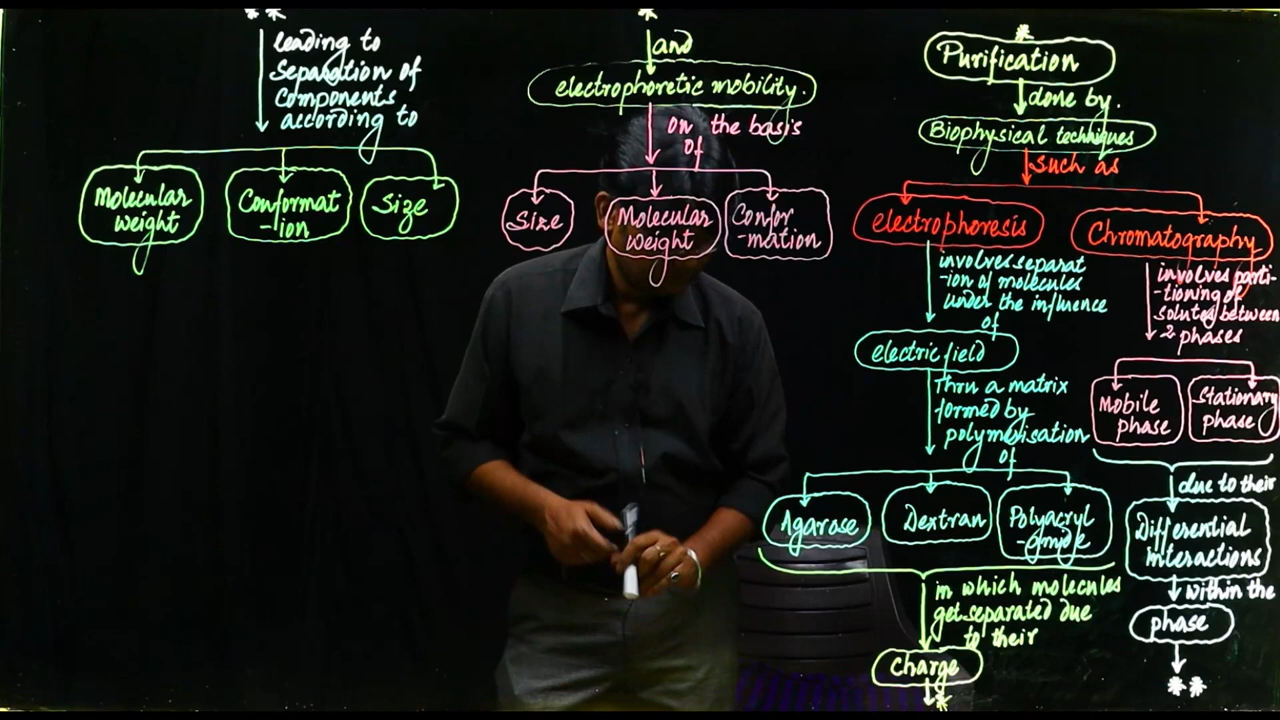 **
leading to
Separation of
Components
according to
Molecular
weight
Conformat
-ion
Size
*
and
electrophoretic mobility.
on the basis
of
Size
Molecular
weight
Confor
-mation
*
Purification
done by.
Biophysical techniques
such as
electrophoresis
involves separat
-ion of molecules
under the influence
of
electric field
Thru a matrix
formed by
polymerisation
of
Agarose
Dextran
Polyacryl
-amide
in which molecules
get separated due
to their
Charge
*
Chromatography
involves parti-
-tioning of
solutes between
2 phases
Mobile
phase
Stationary
phase
due to their
Differential
interactions
within the
phase
**